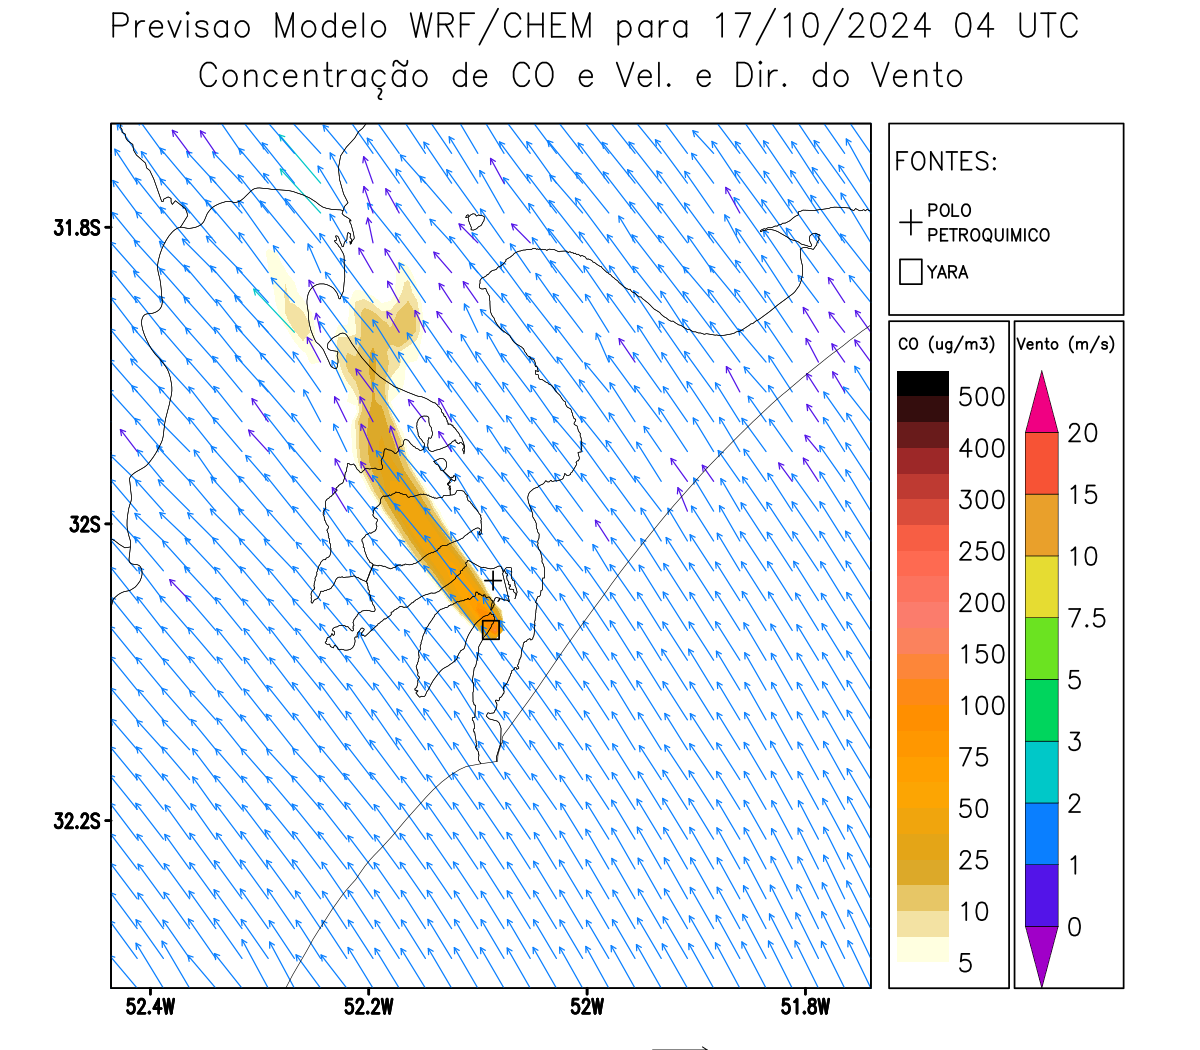 Previsao Modelo WRF/CHEM para 17/10/2024 04 UTC
Concentração de CO e Vel. e Dir. do Vento
FONTES:
POLO
PETROQUIMICO
YARA
CO (ug/m3)
500
400
300
250
200
150
100
75
50
25
10
5
Vento (m/s)
20
15
10
7.5
5
3
2
1
0
31.8S
32S
32.2S
52.4W
52.2W
52W
51.8W